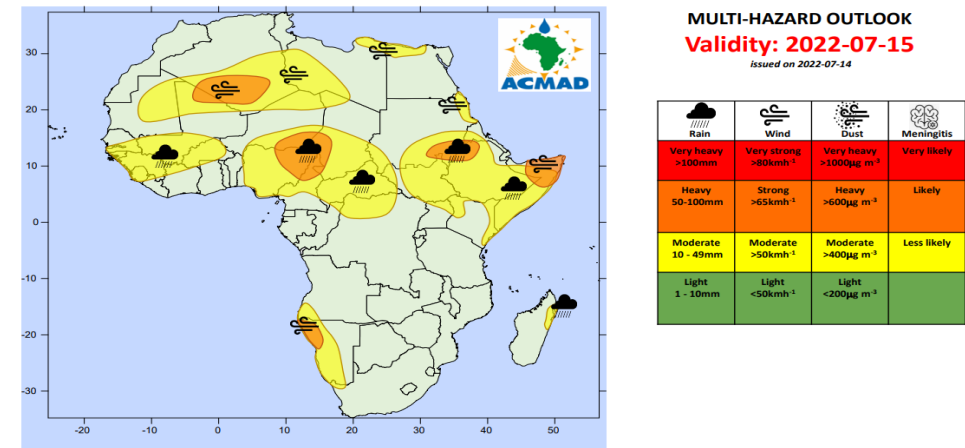 ACMAD
30
20
10
0
-10
-20
-30
-20
-10
0
10
20
30
40
50
MULTI-HAZARD OUTLOOK
Validity: 2022-07-15
issued on 2022-07-14
Rain Wind Dust Meningitis
Very heavy Very strong Very heavy Very likely
>100mm >80kmh⁻¹ >1000µg m⁻³
Heavy Strong Heavy Likely
50-100mm >65kmh⁻¹ >600µg m⁻³
Moderate Moderate Moderate Less likely
10 - 49mm >50kmh⁻¹ >400µg m⁻³
Light Light Light
1 - 10mm <50kmh⁻¹ <200µg m⁻³